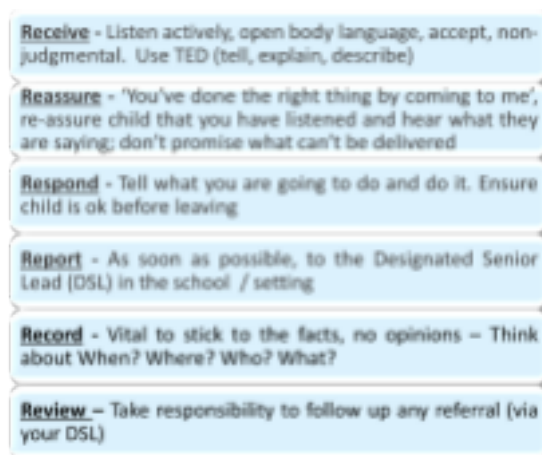 Receive - Listen actively, open body language, accept, non-
judgmental.  Use TED (tell, explain, describe)
Reassure - ‘You’ve done the right thing by coming to me’,
re-assure child that you have listened and hear what they
are saying; don’t promise what can’t be delivered
Respond - Tell what you are going to do and do it. Ensure
child is ok before leaving
Report - As soon as possible, to the Designated Senior
Lead (DSL) in the school / setting
Record - Vital to stick to the facts, no opinions – Think
about When? Where? Who? What?
Review – Take responsibility to follow up any referral (via
your DSL)